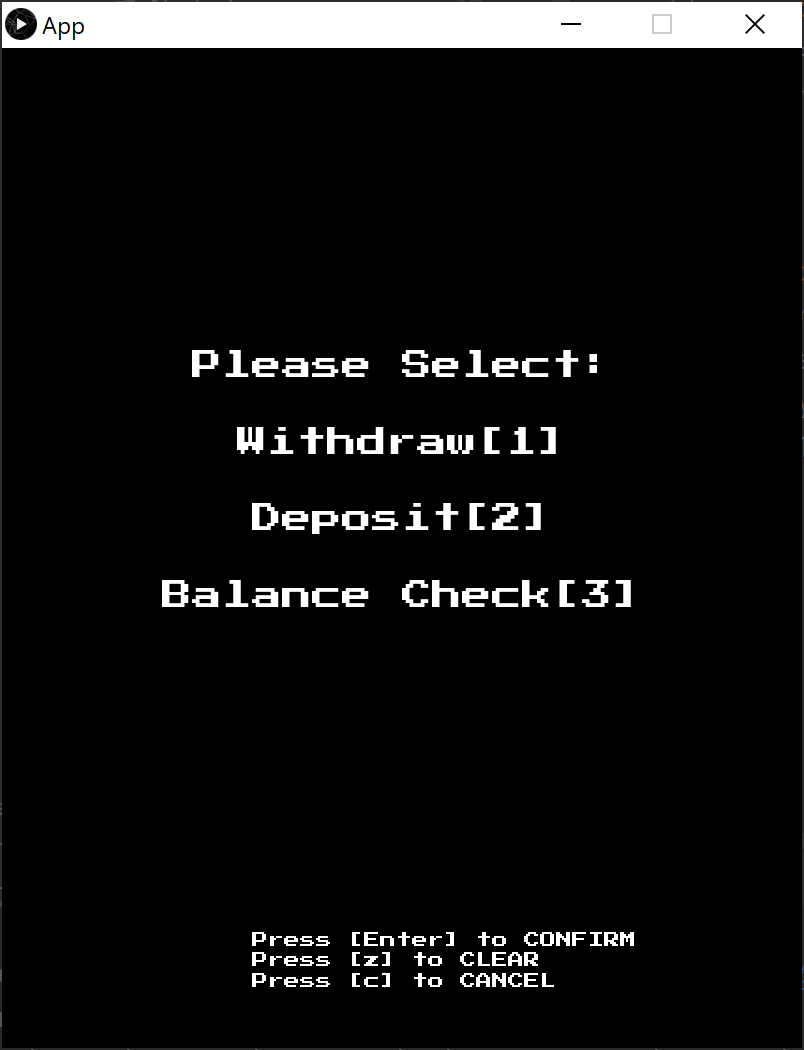 App
Please Select:
Withdraw[1]
Deposit[2]
Balance Check[3]
Press [Enter] to CONFIRM
Press [z] to CLEAR
Press [c] to CANCEL